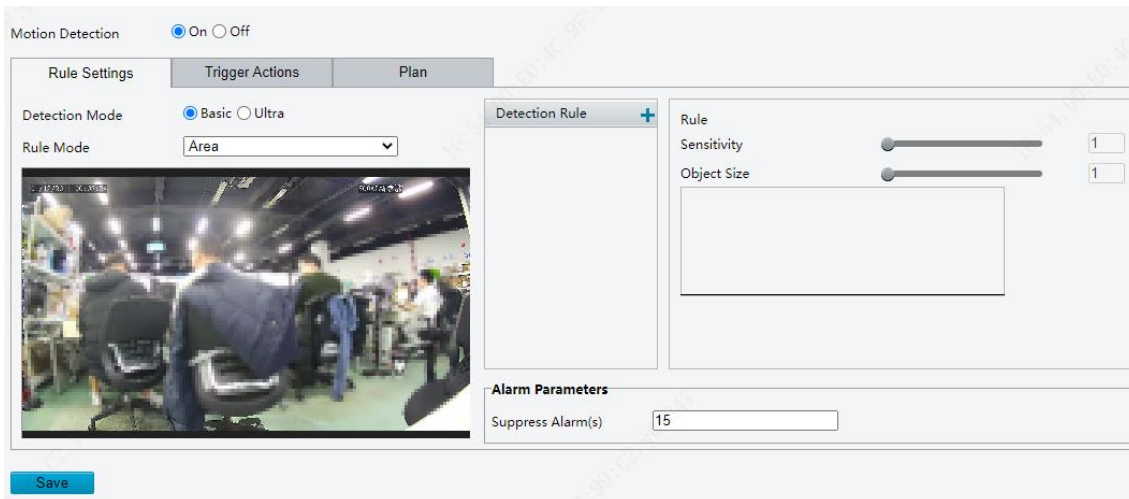 Motion Detection On Off
Rule Settings Trigger Actions Plan
Detection Mode Basic Ultra
Rule Mode Area
Detection Rule +
Rule
Sensitivity 1
Object Size 1
Alarm Parameters
Suppress Alarm(s) 15
Save